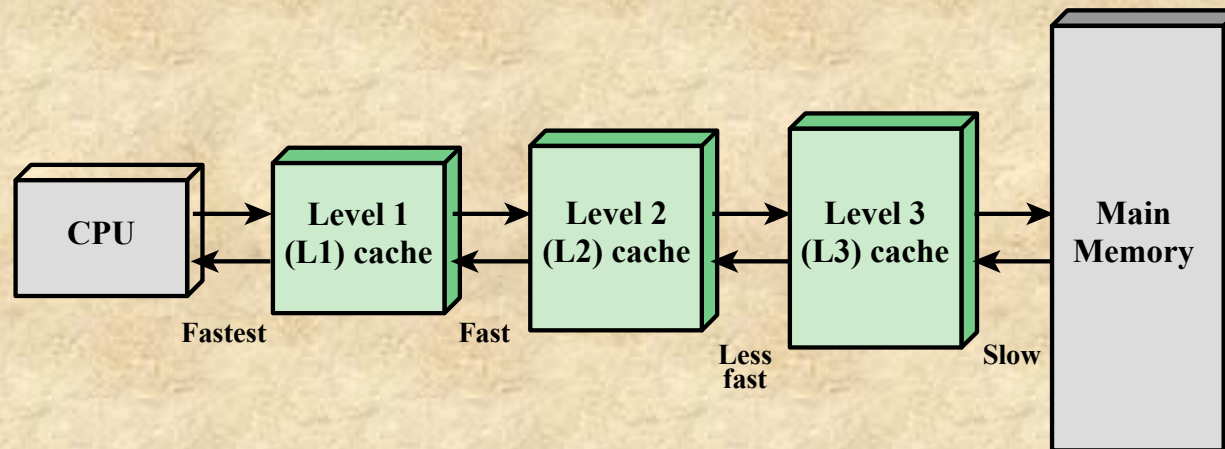 CPU
Level 1
(L1) cache
Level 2
(L2) cache
Level 3
(L3) cache
Main
Memory
Fastest
Fast
Less
fast
Slow